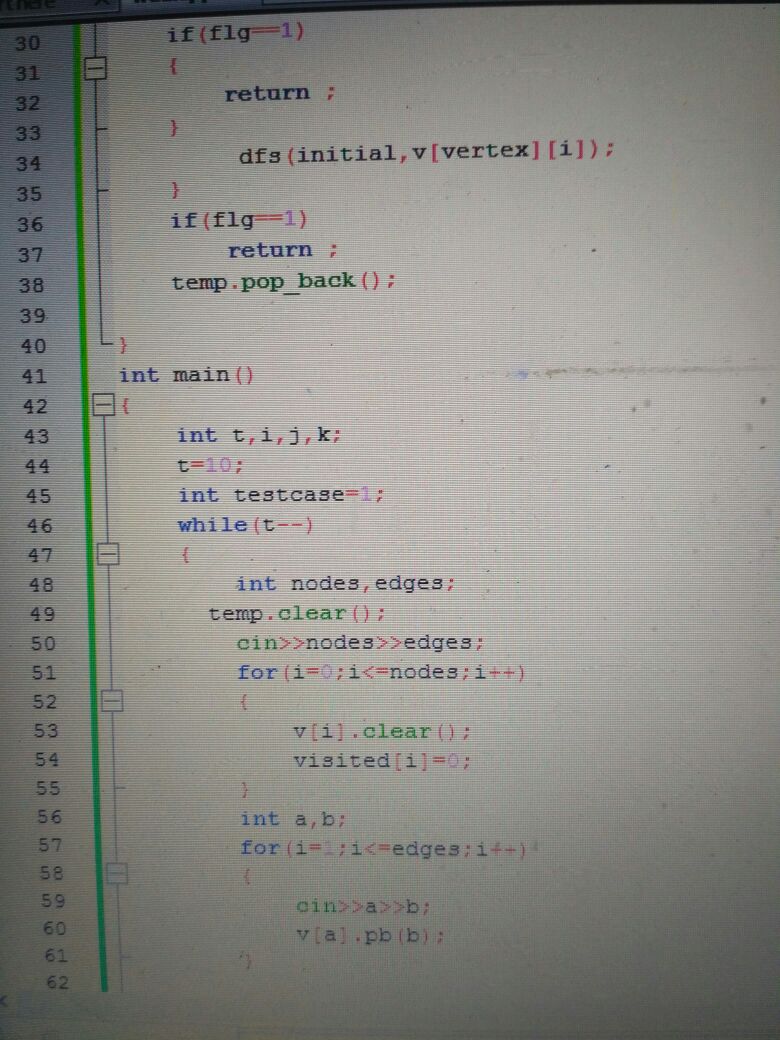 30 if(flg==1)
31 {
32 return ;
33 }
34 dfs(initial,v[vertex][i]);
35 }
36 if(flg==1)
37 return ;
38 temp.pop_back();
39
40 }
41 int main()
42 {
43 int t,i,j,k;
44 t=10;
45 int testcase=1;
46 while(t--)
47 {
48 int nodes,edges;
49 temp.clear();
50 cin>>nodes>>edges;
51 for(i=0;i<=nodes;i++)
52 {
53 v[i].clear();
54 visited[i]=0;
55 }
56 int a,b;
57 for(i=1;i<=edges;i++)
58 {
59 cin>>a>>b;
60 v[a].pb(b);
61 }
62